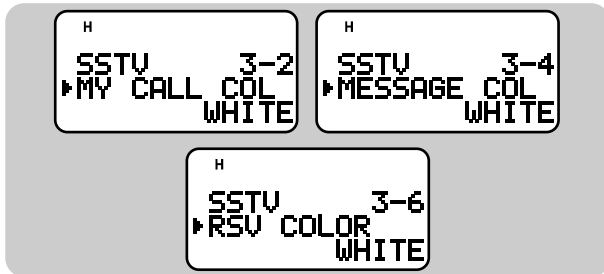 H
SSTV 3-2
▶MY CALL COL
WHITE
H
SSTV 3-4
▶MESSAGE COL
WHITE
H
SSTV 3-6
▶RSV COLOR
WHITE